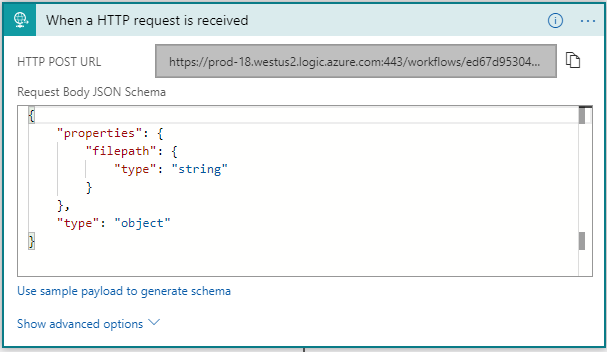 When a HTTP request is received
HTTP POST URL
https://prod-18.westus2.logic.azure.com:443/workflows/ed67d95304...
Request Body JSON Schema
{
    "properties": {
        "filepath": {
            "type": "string"
        }
    },
    "type": "object"
}
Use sample payload to generate schema
Show advanced options